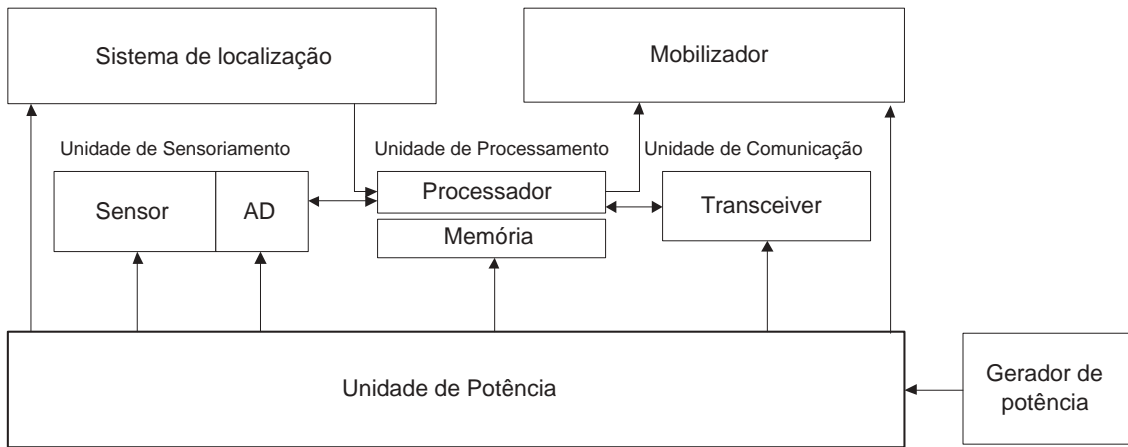 Sistema de localização
Mobilizador
Unidade de Sensoriamento
Unidade de Processamento
Unidade de Comunicação
Sensor
AD
Processador
Memória
Transceiver
Unidade de Potência
Gerador de
potência